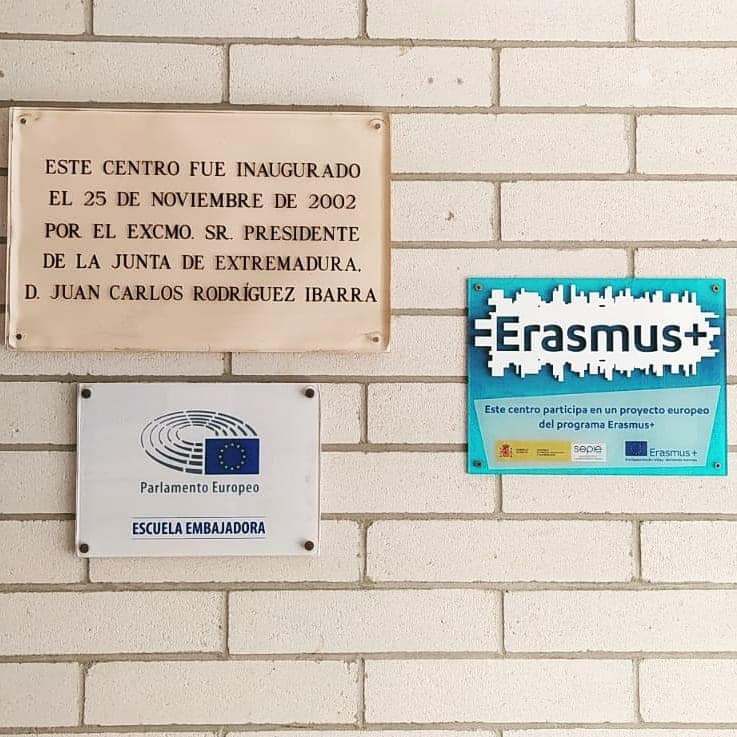 ESTE CENTRO FUE INAUGURADO
EL 25 DE NOVIEMBRE DE 2002
POR EL EXCMO. SR. PRESIDENTE
DE LA JUNTA DE EXTREMADURA,
D. JUAN CARLOS RODRÍGUEZ IBARRA
Erasmus+
Este centro participa en un proyecto europeo
del programa Erasmus+
sepie
Erasmus+
Parlamento Europeo
ESCUELA EMBAJADORA